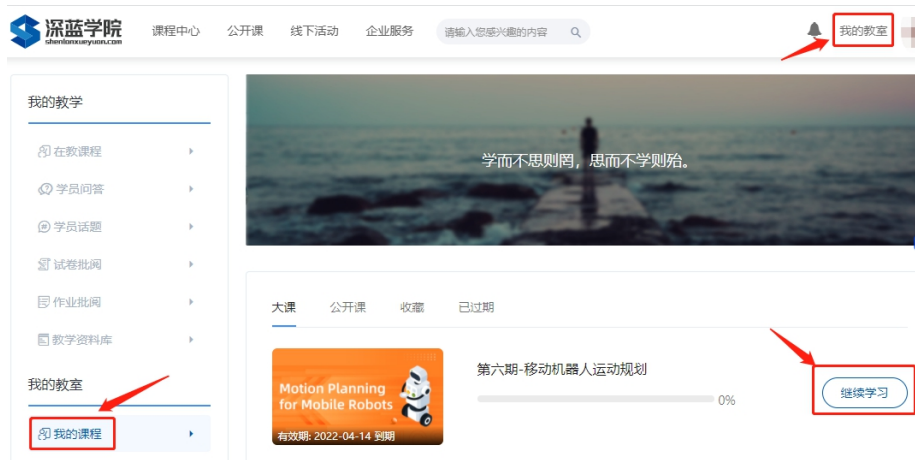 深蓝学院
shenlanxueyuan.com
课程中心
公开课
线下活动
企业服务
请输入您感兴趣的内容
我的教室
我的教学
在教课程
学员问答
学员话题
试卷批阅
作业批阅
教学资料库
我的教室
我的课程
学而不思则罔，思而不学则殆。
大课
公开课
收藏
已过期
Motion Planning
for Mobile Robots
有效期: 2022-04-14 到期
第六期-移动机器人运动规划
0%
继续学习